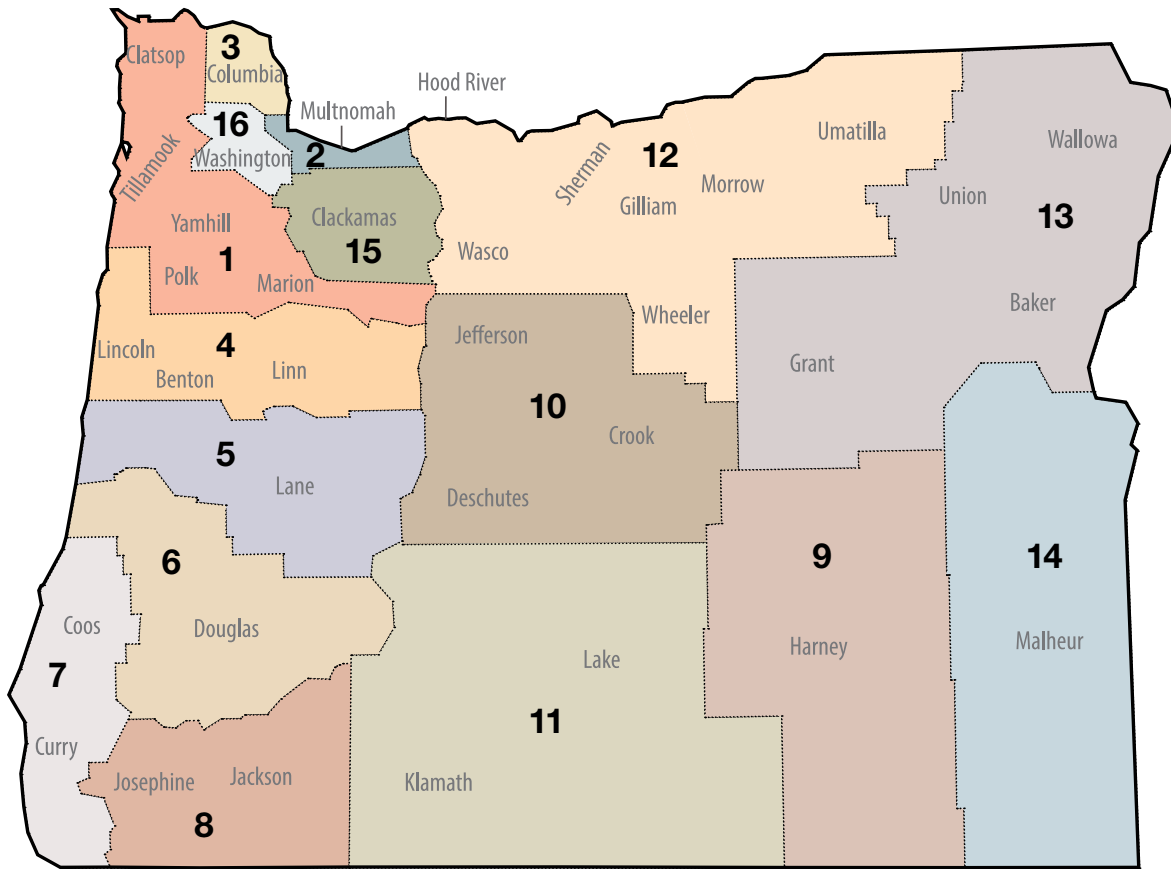 Clatsop
3
Columbia
Hood River
Multnomah
16
Washington
2
Tillamook
Umatilla
12
Sherman
Morrow
Gilliam
Wallowa
Union
13
Yamhill
Clackamas
15
1
Polk
Marion
Wasco
Wheeler
Baker
Grant
Jefferson
Lincoln
4
Benton
Linn
10
Crook
Deschutes
5
Lane
6
9
14
Coos
Douglas
Lake
Harney
Malheur
7
11
Curry
Josephine
Jackson
Klamath
8